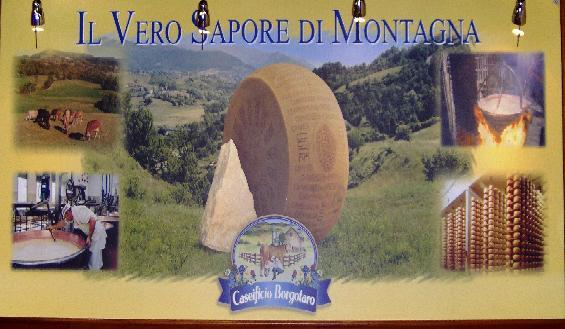 IL VERO SAPORE DI MONTAGNA
Caseificio Borgotaro